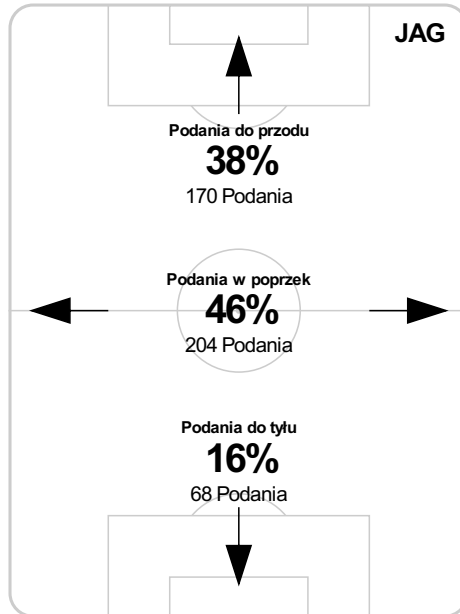 JAG
Podania do przodu
38%
170 Podania
Podania w poprzek
46%
204 Podania
Podania do tyłu
16%
68 Podania